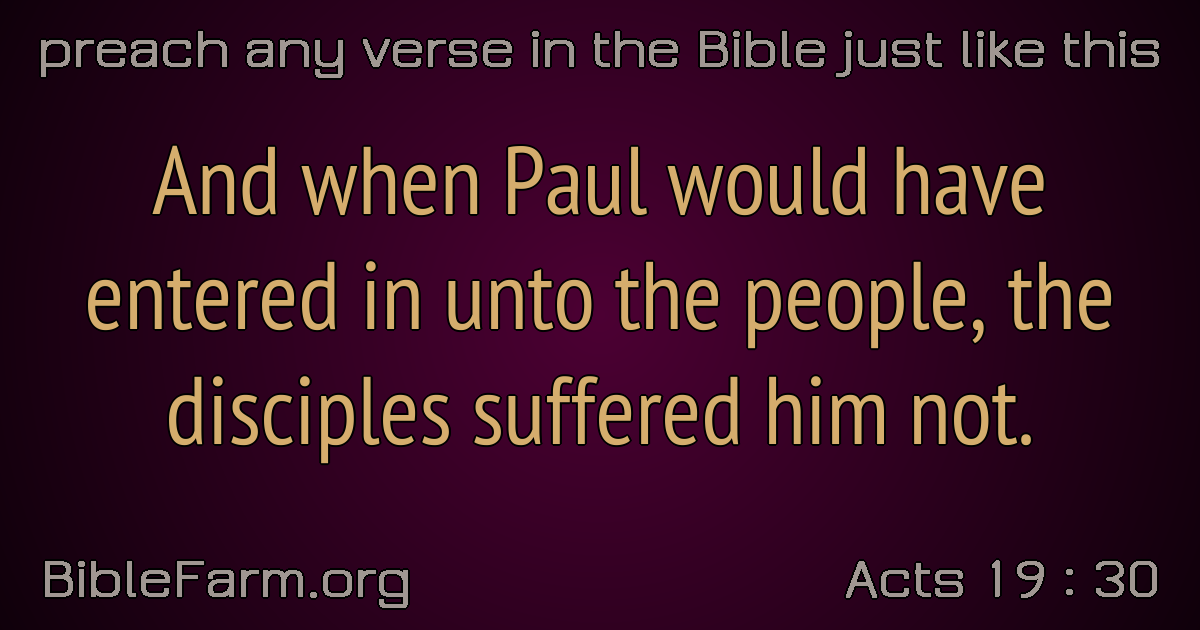 preach any verse in the Bible just like this
And when Paul would have
entered in unto the people, the
disciples suffered him not.
BibleFarm.org
Acts 19 : 30